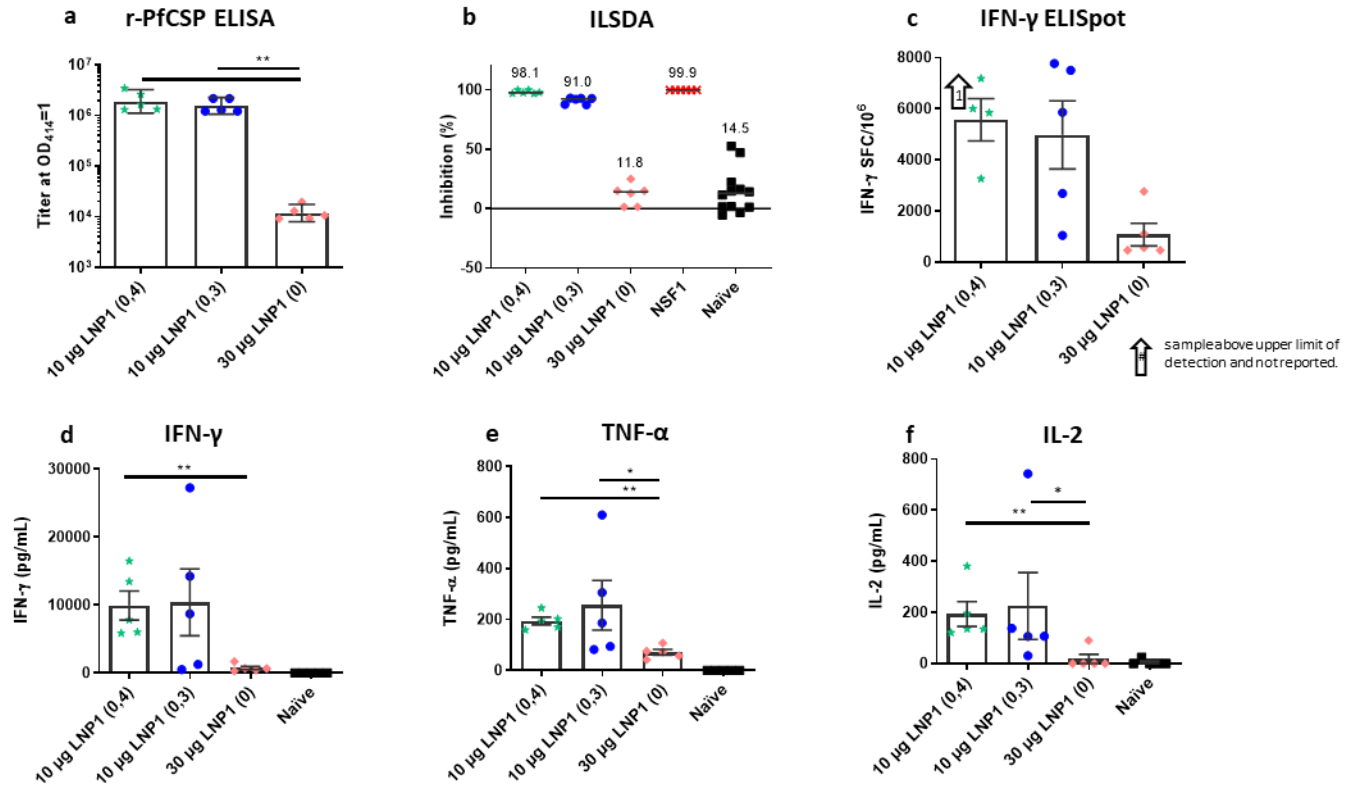 a r-PfCSP ELISA
Titer at OD414=1
10^7
10^6
10^5
10^4
10^3
**
10 µg LNP1 (0,4)
10 µg LNP1 (0,3)
30 µg LNP1 (0)
b ILSDA
Inhibition (%)
100
50
0
-50
98.1
91.0
11.8
99.9
14.5
10 µg LNP1 (0,4)
10 µg LNP1 (0,3)
30 µg LNP1 (0)
NSF1
Naïve
c IFN-γ ELISpot
IFN-γ SFC/10^6
8000
6000
4000
2000
0
1
10 µg LNP1 (0,4)
10 µg LNP1 (0,3)
30 µg LNP1 (0)
# sample above upper limit of
detection and not reported.
d IFN-γ
IFN-γ (pg/mL)
30000
20000
10000
0
**
10 µg LNP1 (0,4)
10 µg LNP1 (0,3)
30 µg LNP1 (0)
Naïve
e TNF-α
TNF-α (pg/mL)
800
600
400
200
0
*
**
10 µg LNP1 (0,4)
10 µg LNP1 (0,3)
30 µg LNP1 (0)
Naïve
f IL-2
IL-2 (pg/mL)
800
600
400
200
0
*
**
10 µg LNP1 (0,4)
10 µg LNP1 (0,3)
30 µg LNP1 (0)
Naïve